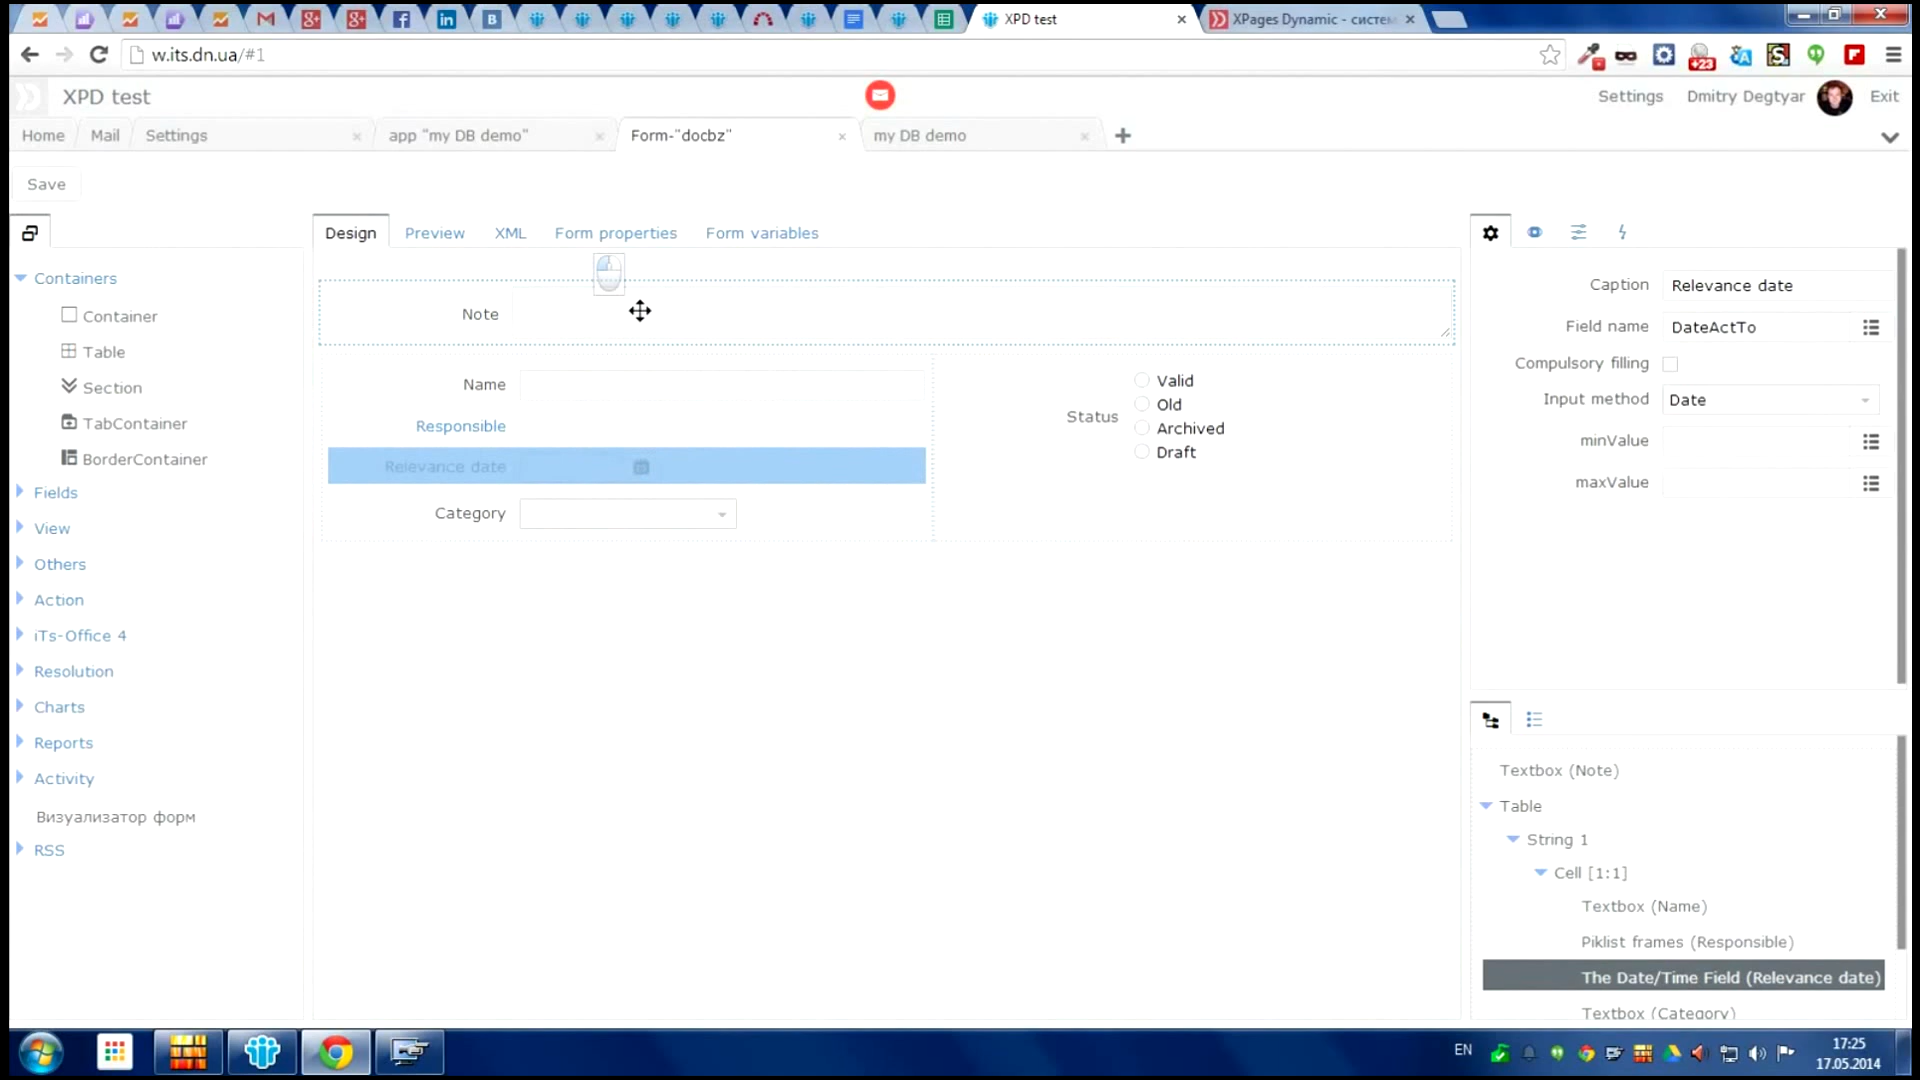 XPD test
XPages Dynamic - систем
w.its.dn.ua/#1
+23
XPD test
Settings
Dmitry Degtyar
Exit
Home
Mail
Settings
app "my DB demo"
Form-"docbz"
my DB demo
Save
Design
Preview
XML
Form properties
Form variables
Containers
Container
Table
Section
TabContainer
BorderContainer
Fields
View
Others
Action
iTs-Office 4
Resolution
Charts
Reports
Activity
Визуализатор форм
RSS
Note
Name
Responsible
Relevance date
Category
Status
Valid
Old
Archived
Draft
Caption
Relevance date
Field name
DateActTo
Compulsory filling
Input method
Date
minValue
maxValue
Textbox (Note)
Table
String 1
Cell [1:1]
Textbox (Name)
Piklist frames (Responsible)
The Date/Time Field (Relevance date)
Textbox (Category)
EN
17:25
17.05.2014